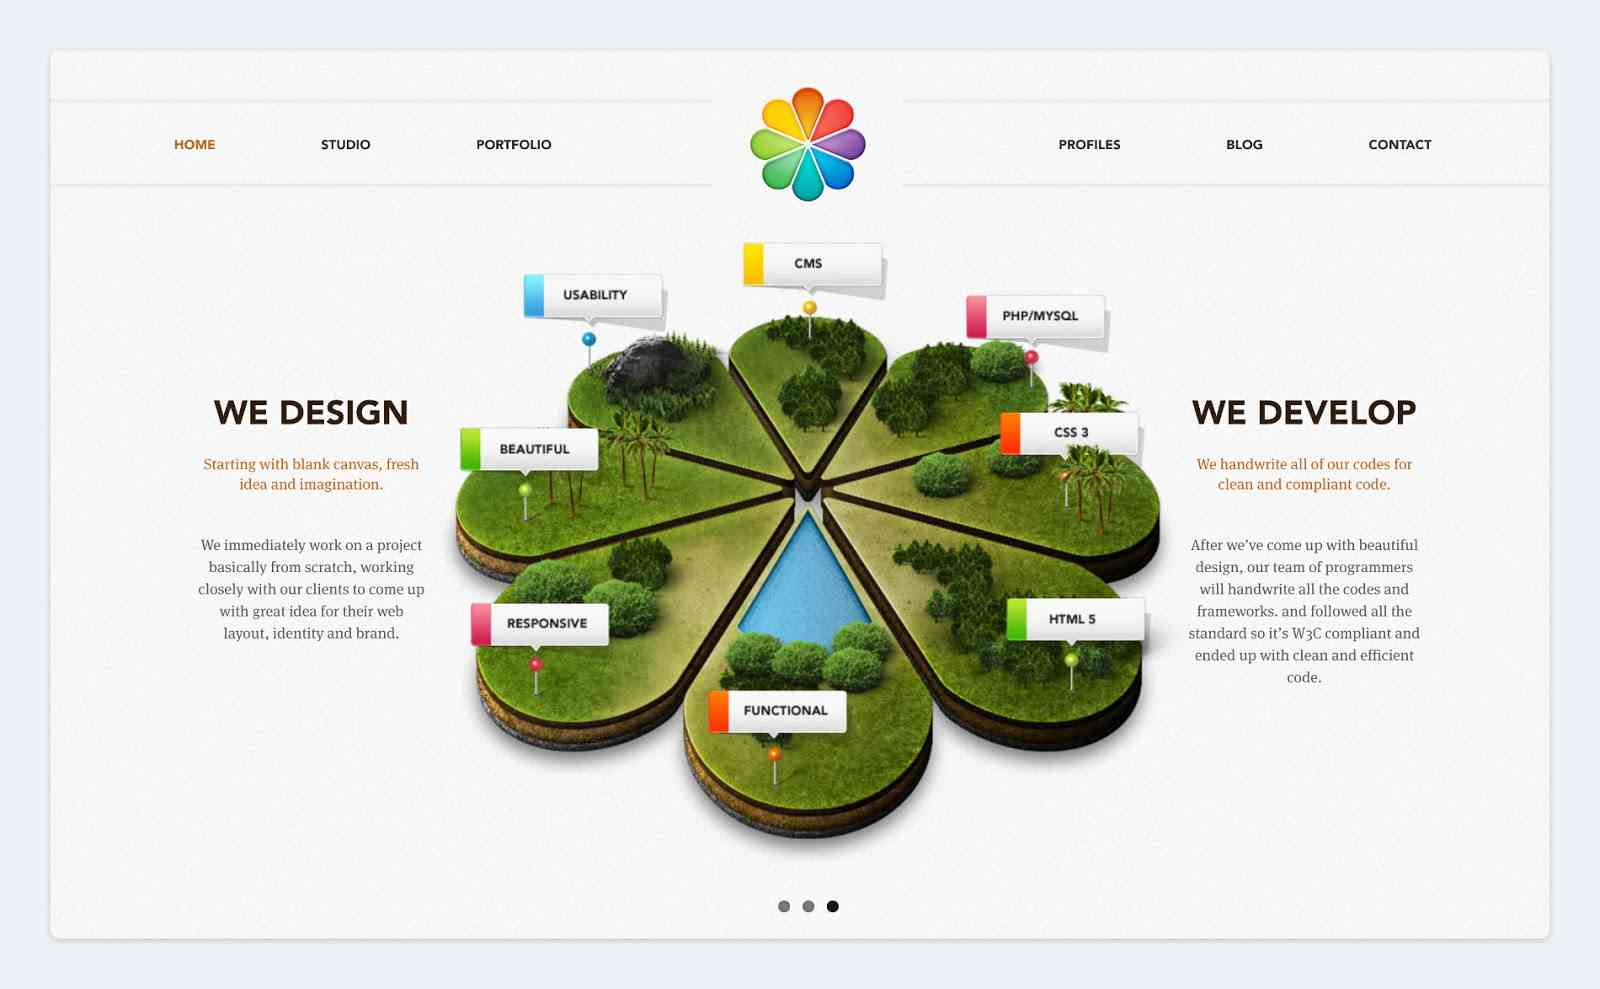 HOME
STUDIO
PORTFOLIO
PROFILES
BLOG
CONTACT
CMS
USABILITY
PHP/MYSQL
BEAUTIFUL
CSS 3
RESPONSIVE
HTML 5
FUNCTIONAL
WE DESIGN
Starting with blank canvas, fresh
idea and imagination.
We immediately work on a project
basically from scratch, working
closely with our clients to come up
with great idea for their web
layout, identity and brand.
WE DEVELOP
We handwrite all of our codes for
clean and compliant code.
After we’ve come up with beautiful
design, our team of programmers
will handwrite all the codes and
frameworks. and followed all the
standard so it’s W3C compliant and
ended up with clean and efficient
code.